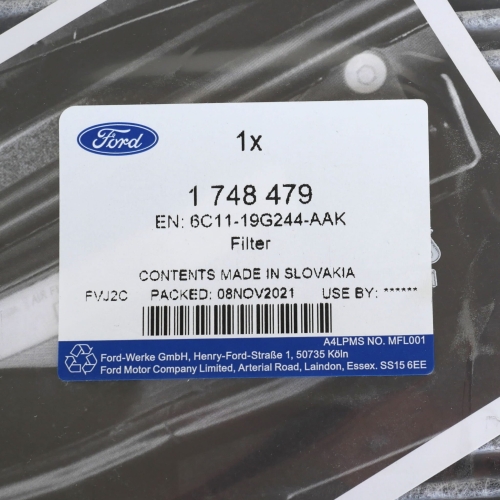 Ford
1x
1 748 479
EN: 6C11-19G244-AAK
Filter
CONTENTS MADE IN SLOVAKIA
FVJ2C PACKED: 08NOV2021 USE BY: ******
A4LPMS NO. MFL001
Ford-Werke GmbH, Henry-Ford-Straße 1, 50735 Köln
Ford Motor Company Limited, Arterial Road, Laindon, Essex. SS15 6EE